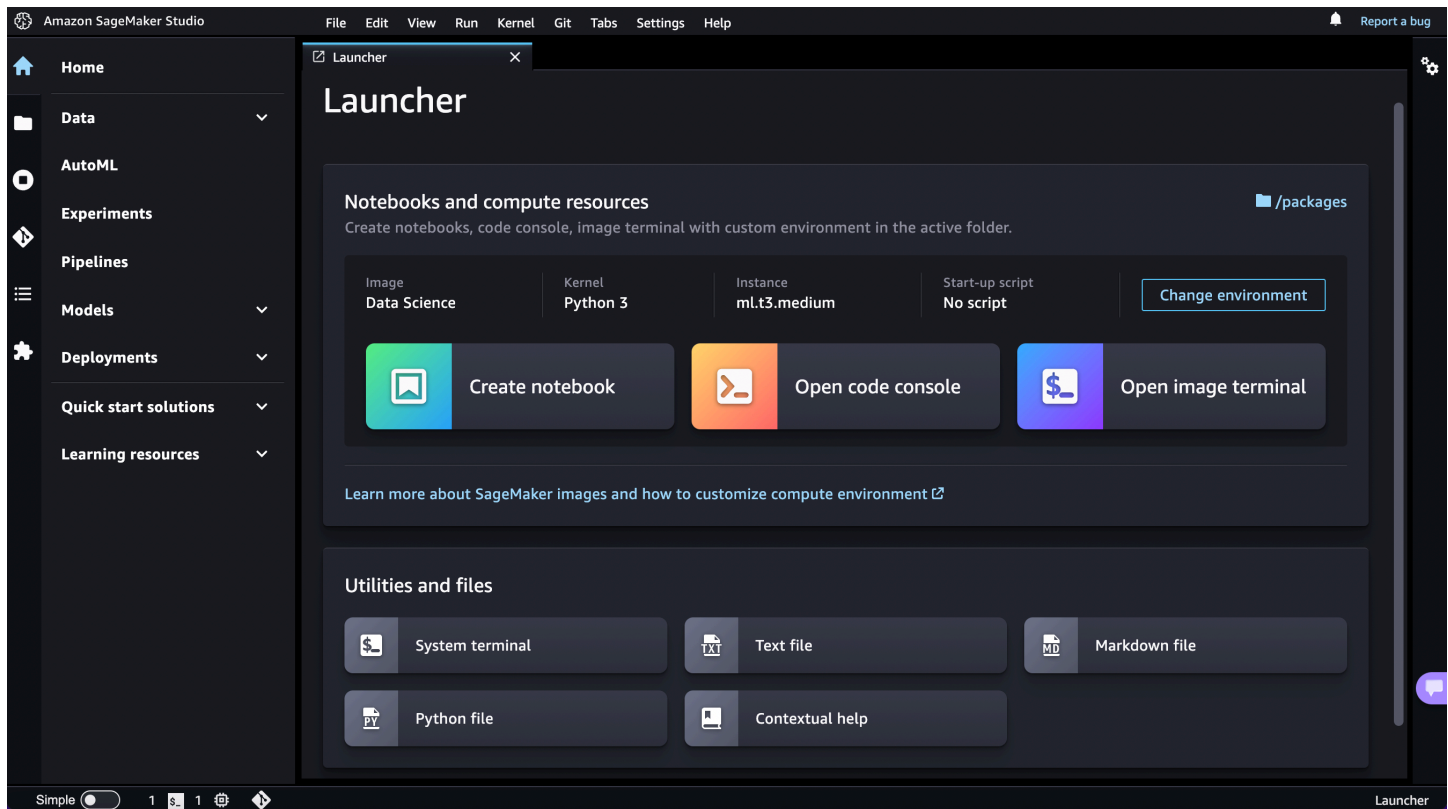 Amazon SageMaker Studio
File Edit View Run Kernel Git Tabs Settings Help
Report a bug
Home
Data
AutoML
Experiments
Pipelines
Models
Deployments
Quick start solutions
Learning resources
Launcher
Launcher
Notebooks and compute resources
/packages
Create notebooks, code console, image terminal with custom environment in the active folder.
Image
Data Science
Kernel
Python 3
Instance
ml.t3.medium
Start-up script
No script
Change environment
Create notebook
Open code console
$_
Open image terminal
Learn more about SageMaker images and how to customize compute environment
Utilities and files
$_
System terminal
TXT
Text file
MD
Markdown file
PY
Python file
Contextual help
Simple
1 $_ 1
Launcher